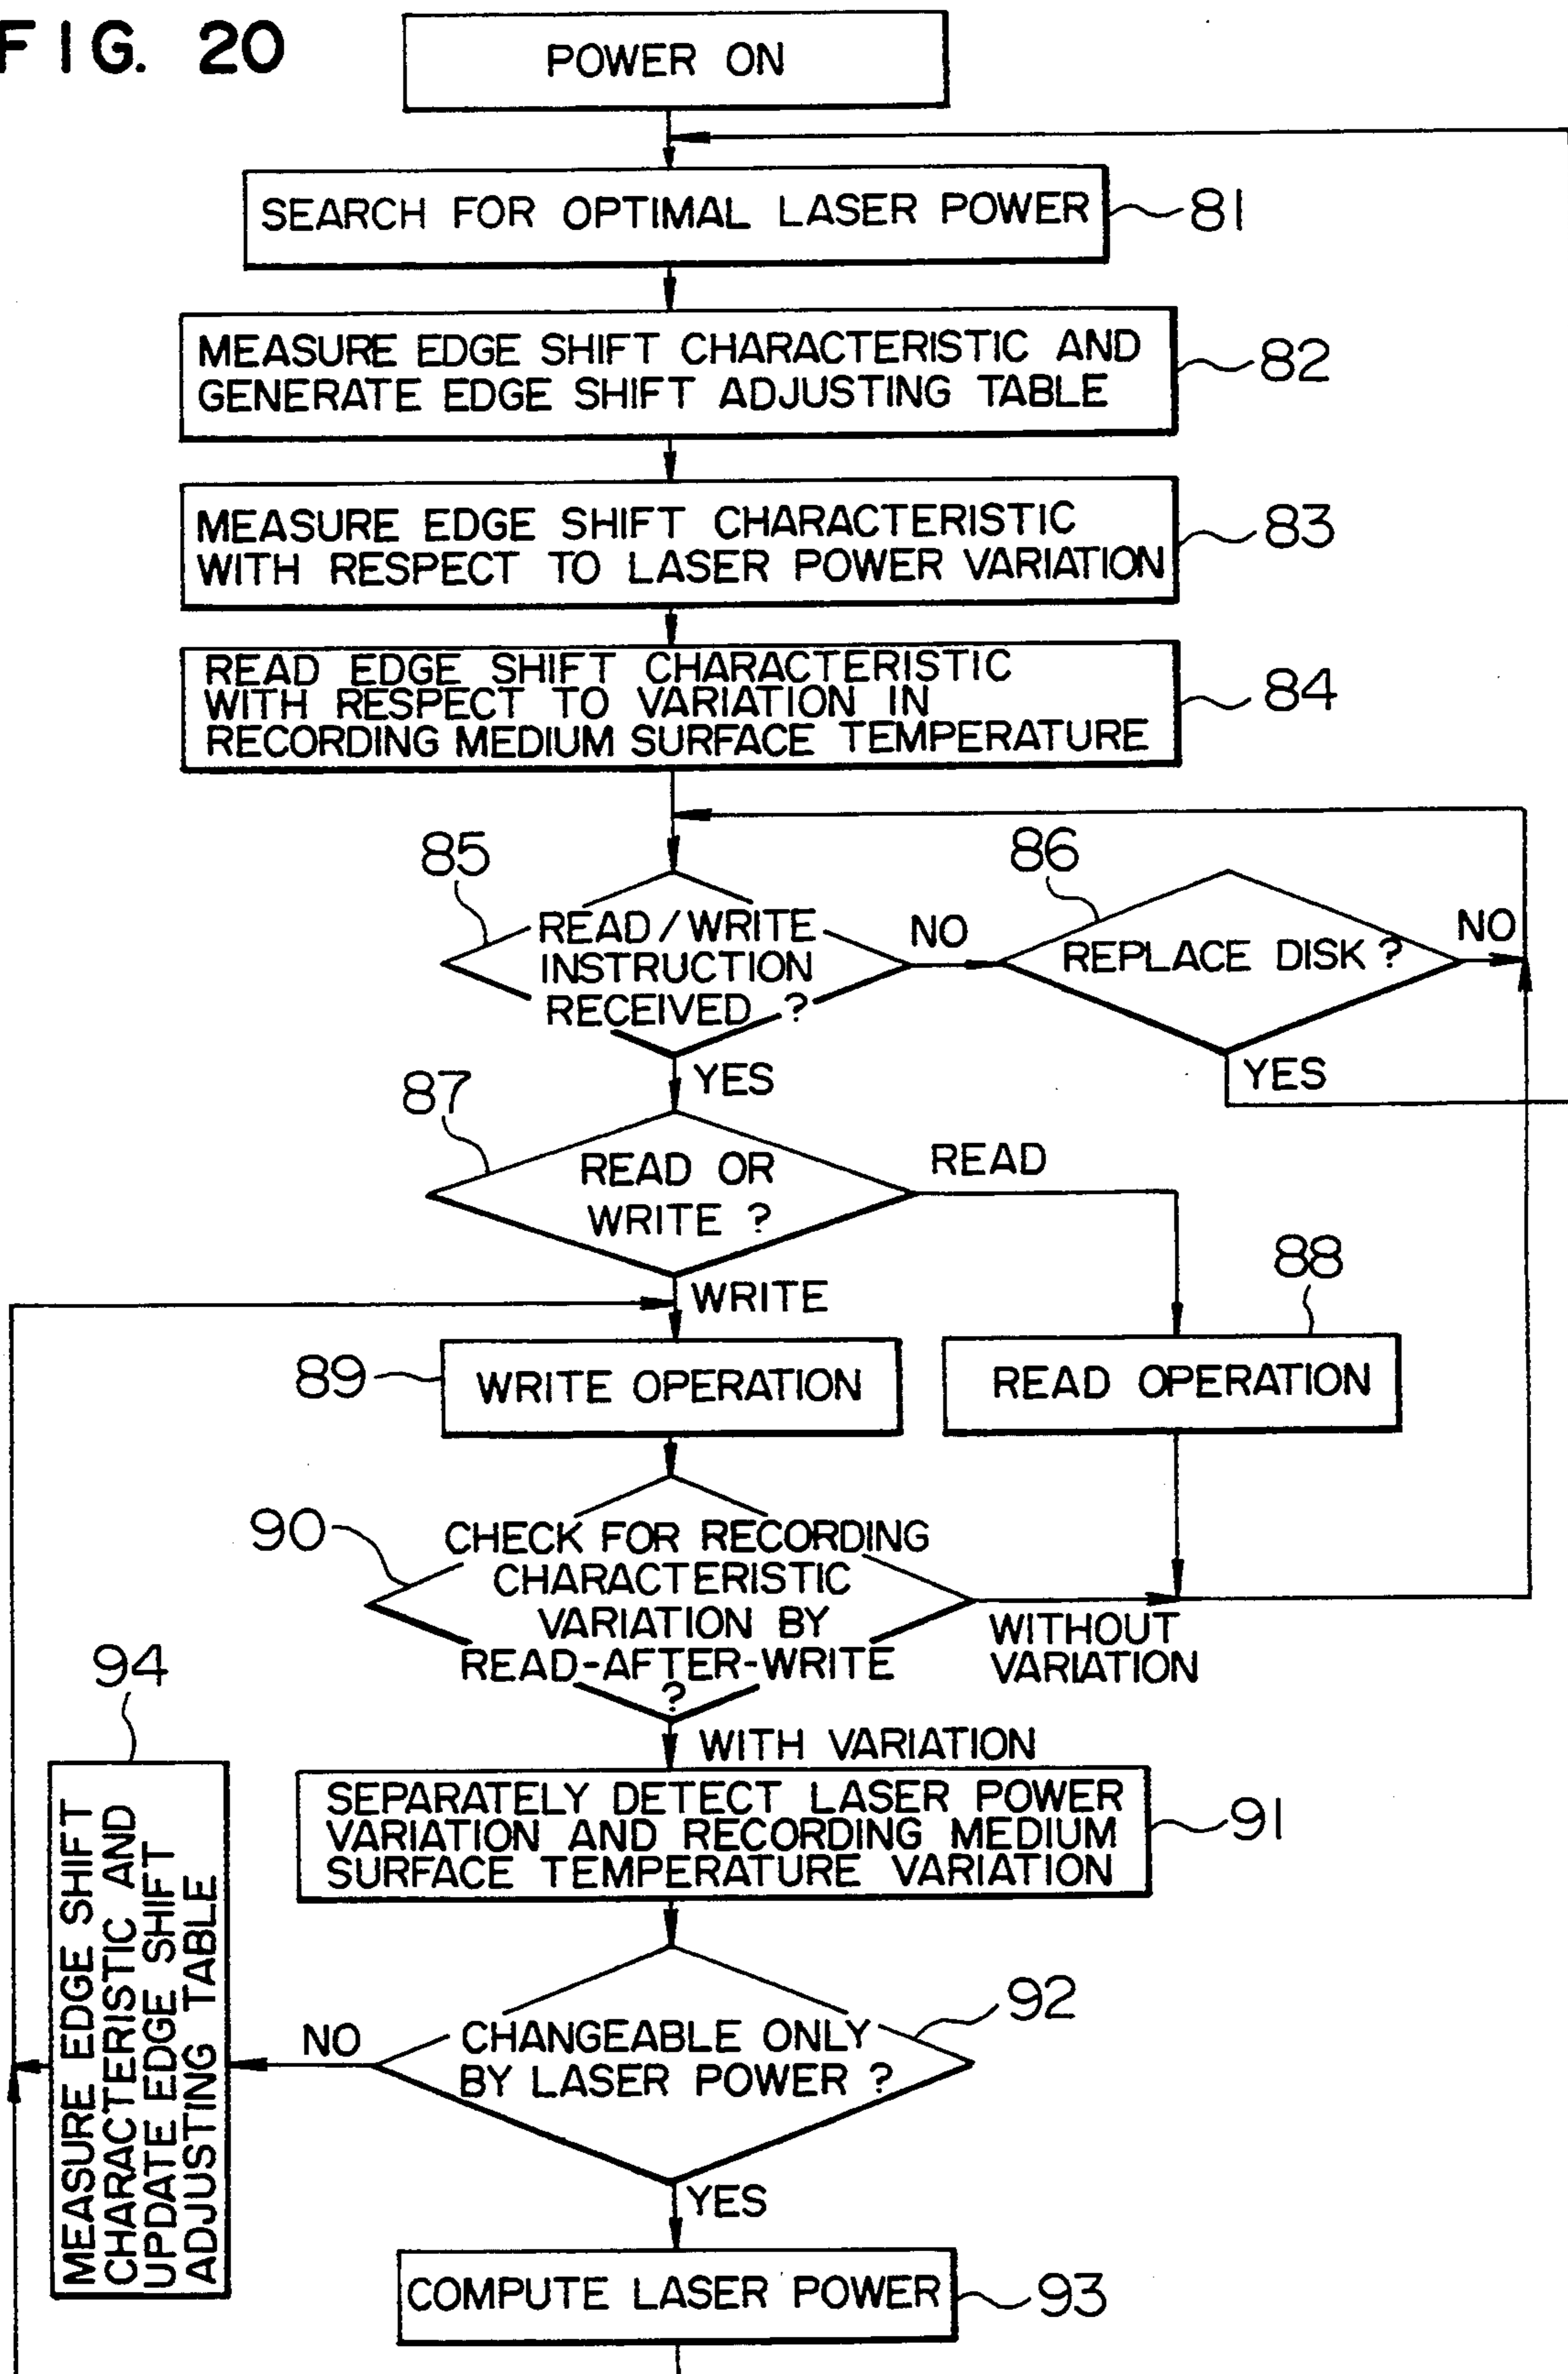 FIG. 20
POWER ON
SEARCH FOR OPTIMAL LASER POWER
81
MEASURE EDGE SHIFT CHARACTERISTIC AND
GENERATE EDGE SHIFT ADJUSTING TABLE
82
MEASURE EDGE SHIFT CHARACTERISTIC
WITH RESPECT TO LASER POWER VARIATION
83
READ EDGE SHIFT CHARACTERISTIC
WITH RESPECT TO VARIATION IN
RECORDING MEDIUM SURFACE TEMPERATURE
84
85
READ/WRITE
INSTRUCTION
RECEIVED ?
NO
86
REPLACE DISK ?
NO
YES
YES
87
READ OR
WRITE ?
READ
WRITE
88
READ OPERATION
89
WRITE OPERATION
90
CHECK FOR RECORDING
CHARACTERISTIC
VARIATION BY
READ-AFTER-WRITE
?
WITHOUT
VARIATION
WITH VARIATION
SEPARATELY DETECT LASER POWER
VARIATION AND RECORDING MEDIUM
SURFACE TEMPERATURE VARIATION
91
92
CHANGEABLE ONLY
BY LASER POWER ?
NO
94
MEASURE EDGE SHIFT
CHARACTERISTIC AND
UPDATE EDGE SHIFT
ADJUSTING TABLE
YES
COMPUTE LASER POWER
93